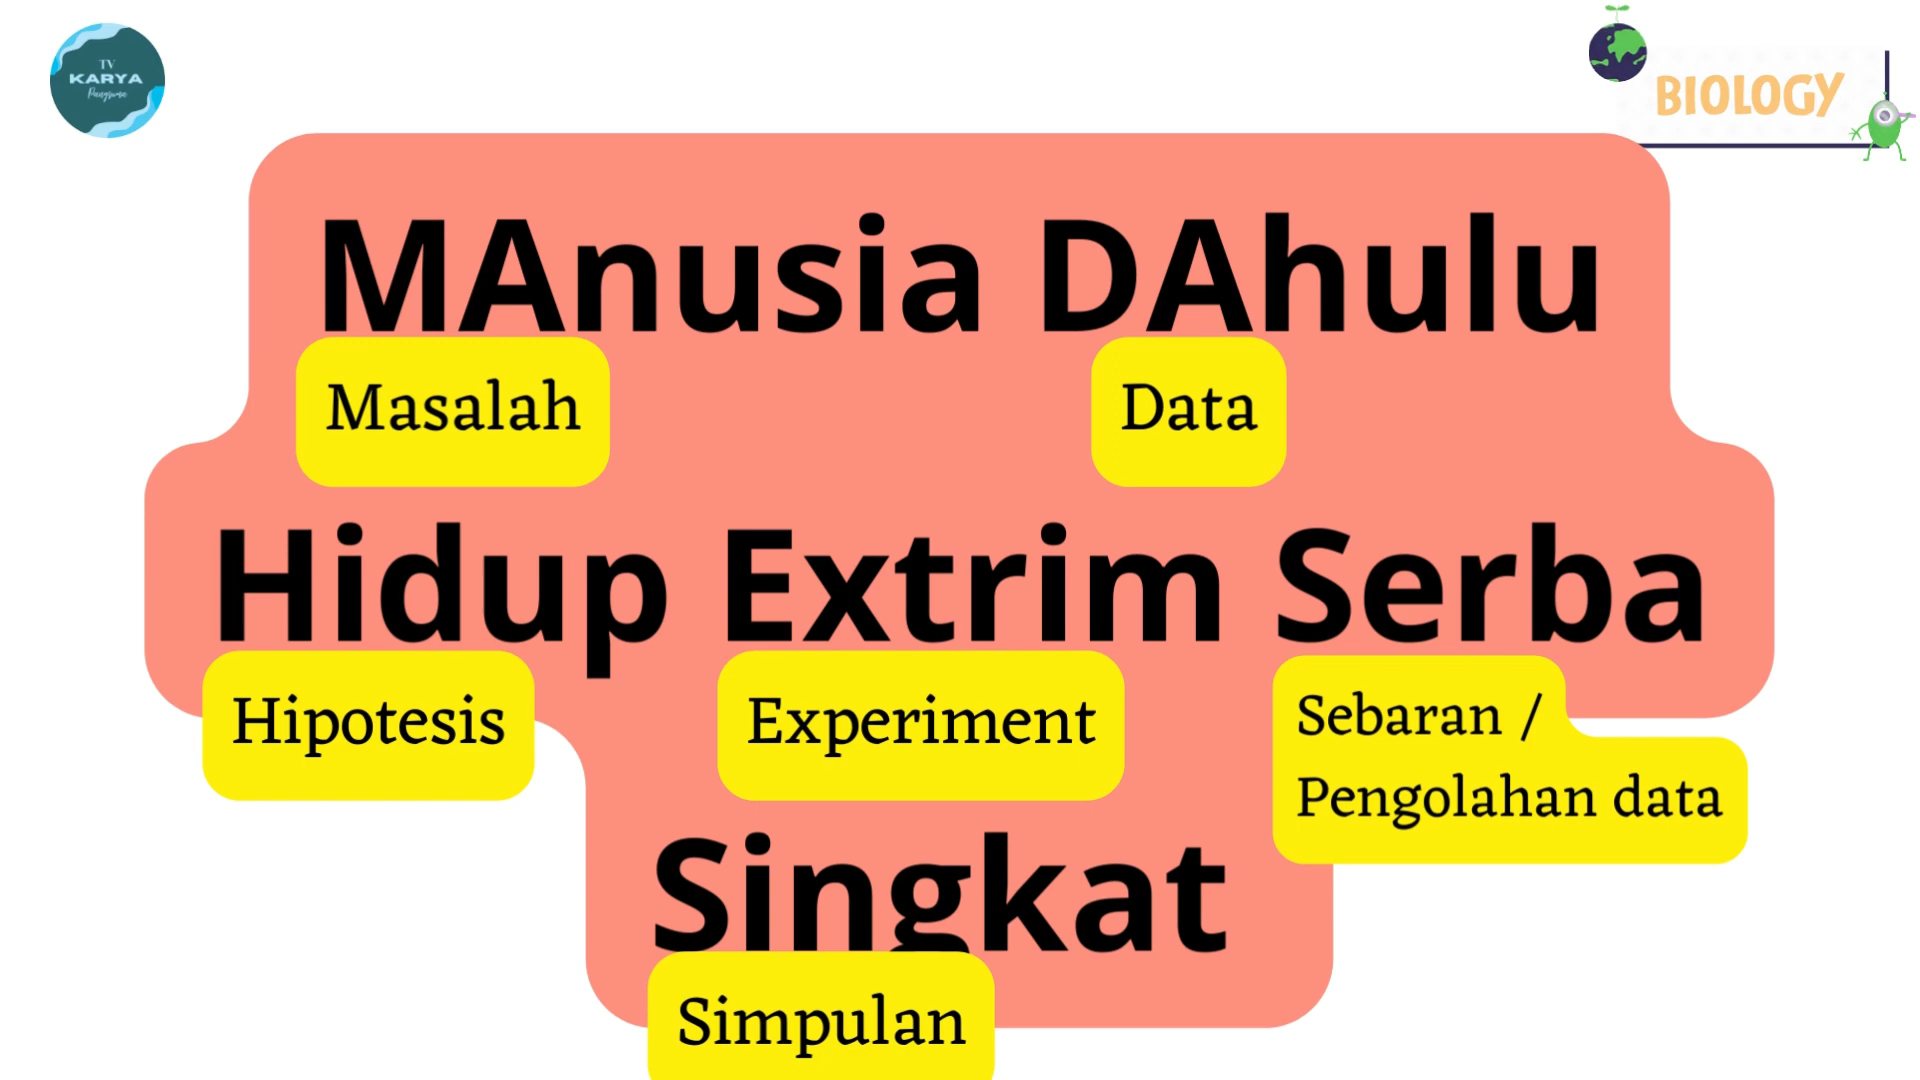 TV
KARYA
BIOLOGY
MAnusia DAhulu
Masalah
Data
Hidup Extrim Serba
Hipotesis
Experiment
Sebaran /
Pengolahan data
Singkat
Simpulan